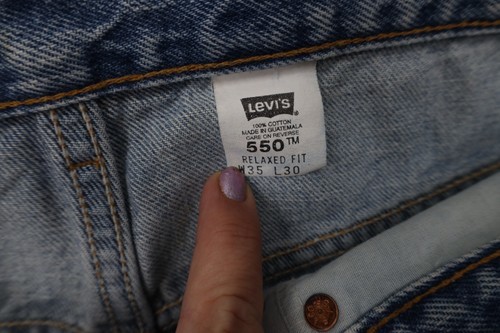 Levi's
®
100% COTTON
MADE IN GUATEMALA
CARE ON REVERSE
550™
RELAXED FIT
W35 L30